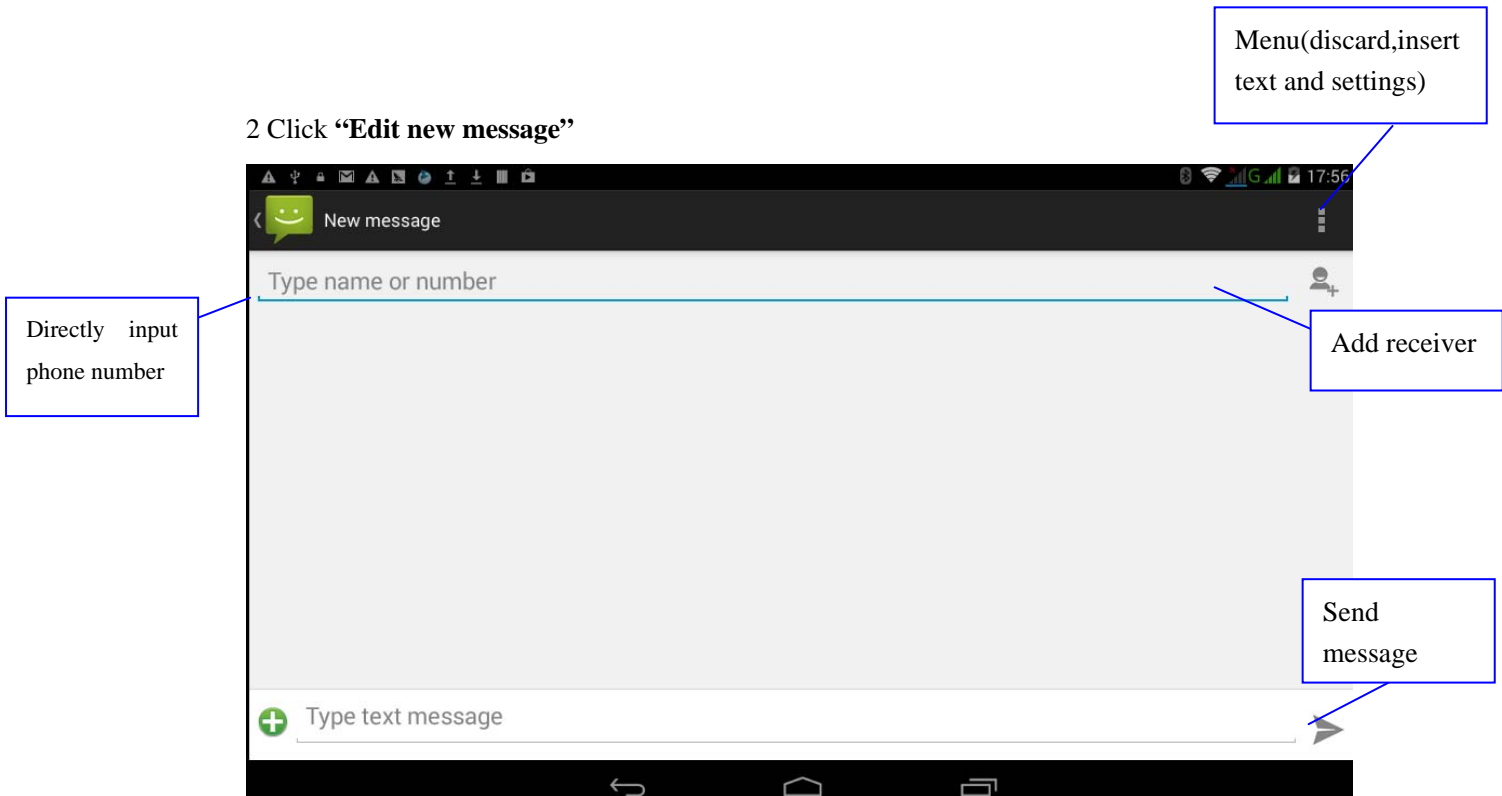 Menu(discard,insert
text and settings)
2 Click “Edit new message”
G 17:56
New message
Type name or number
Directly input
phone number
Add receiver
Send
message
Type text message